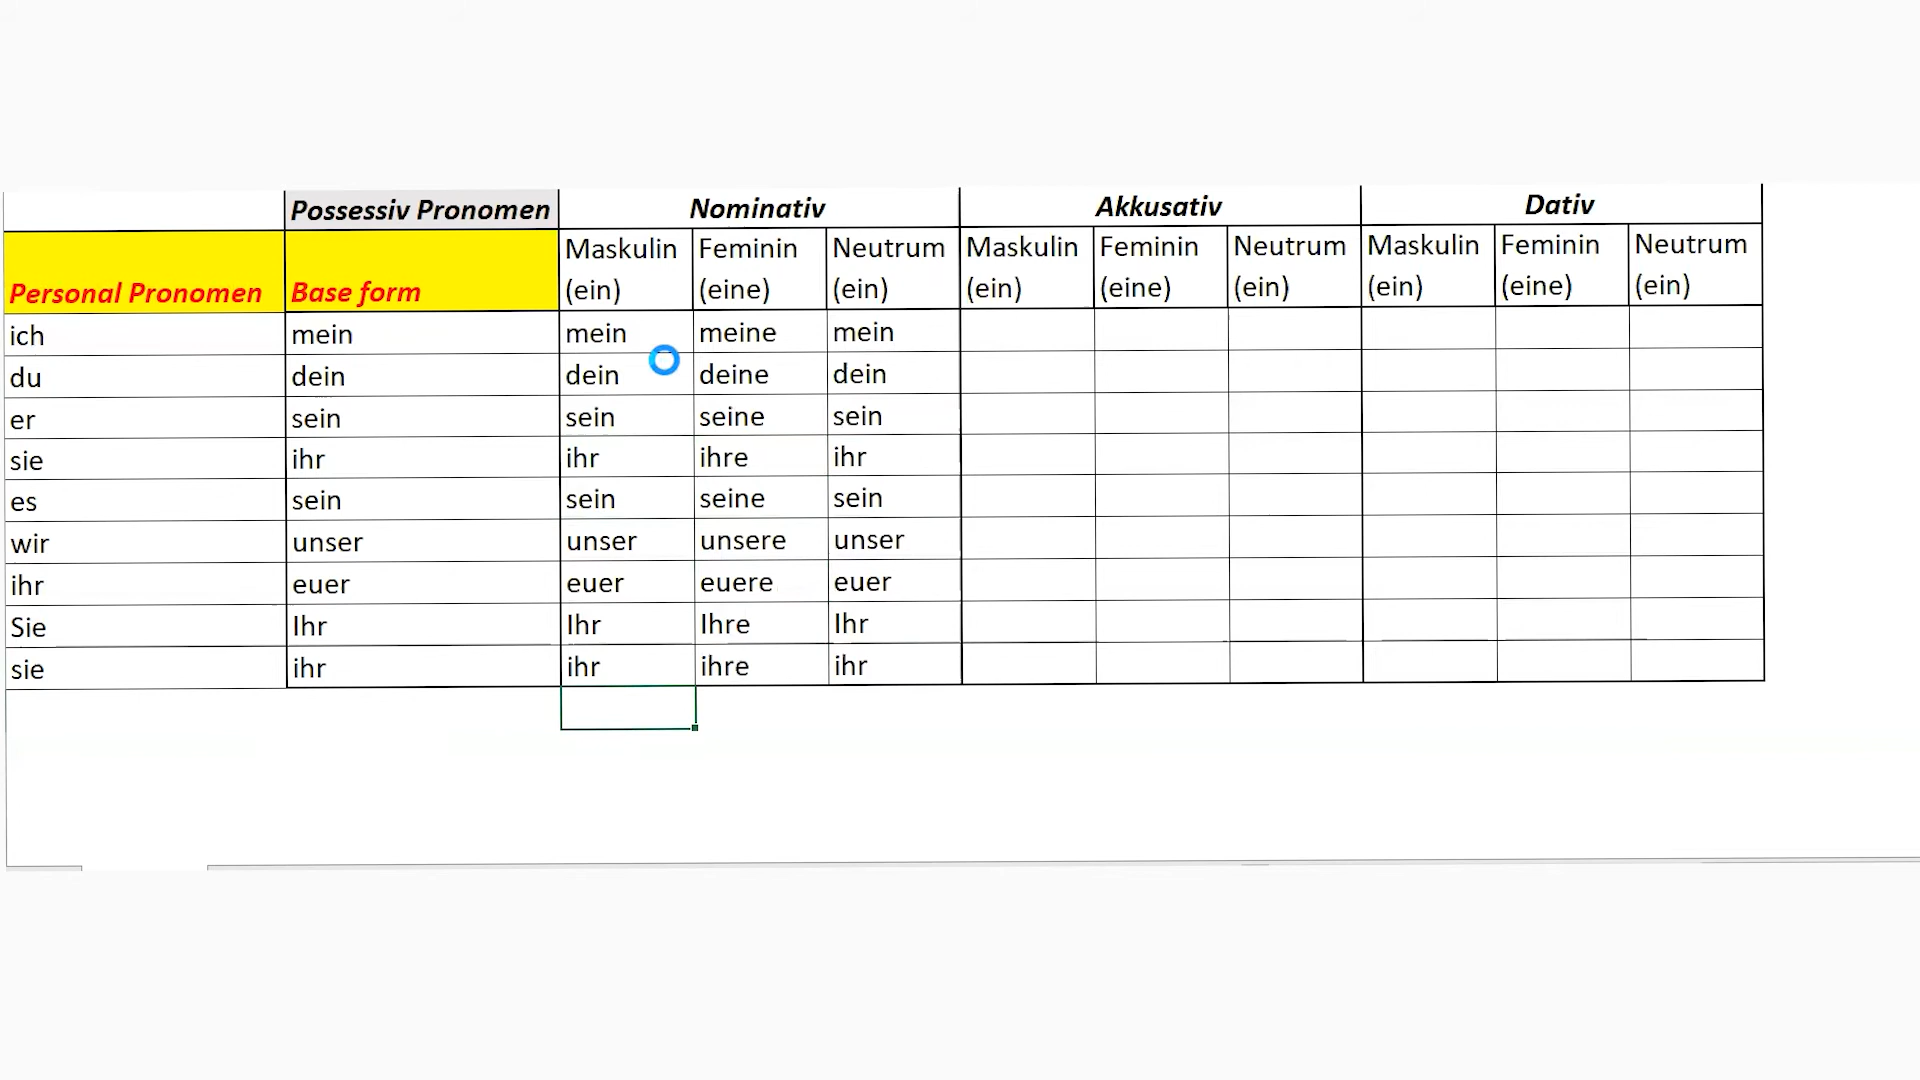 Possessiv Pronomen Nominativ Akkusativ Dativ
Personal Pronomen Base form Maskulin (ein) Feminin (eine) Neutrum (ein) Maskulin (ein) Feminin (eine) Neutrum (ein) Maskulin (ein) Feminin (eine) Neutrum (ein)
ich mein mein meine mein
du dein dein deine dein
er sein sein seine sein
sie ihr ihr ihre ihr
es sein sein seine sein
wir unser unser unsere unser
ihr euer euer euere euer
Sie Ihr Ihr Ihre Ihr
sie ihr ihr ihre ihr